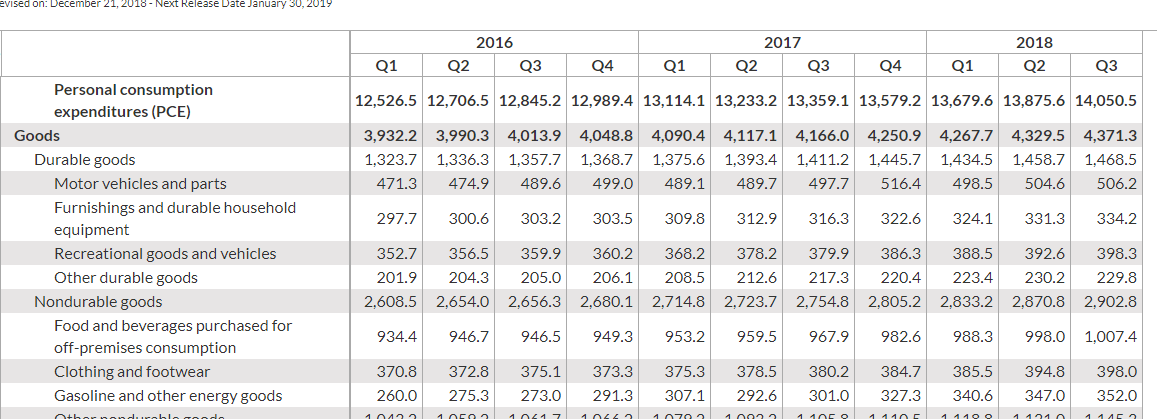 evised on: December 21, 2018 - Next Release Date January 30, 2019
2016 2017 2018
Q1 Q2 Q3 Q4 Q1 Q2 Q3 Q4 Q1 Q2 Q3
Personal consumption
expenditures (PCE)
12,526.5 12,706.5 12,845.2 12,989.4 13,114.1 13,233.2 13,359.1 13,579.2 13,679.6 13,875.6 14,050.5
Goods 3,932.2 3,990.3 4,013.9 4,048.8 4,090.4 4,117.1 4,166.0 4,250.9 4,267.7 4,329.5 4,371.3
Durable goods 1,323.7 1,336.3 1,357.7 1,368.7 1,375.6 1,393.4 1,411.2 1,445.7 1,434.5 1,458.7 1,468.5
Motor vehicles and parts 471.3 474.9 489.6 499.0 489.1 489.7 497.7 516.4 498.5 504.6 506.2
Furnishings and durable household
equipment
297.7 300.6 303.2 303.5 309.8 312.9 316.3 322.6 324.1 331.3 334.2
Recreational goods and vehicles 352.7 356.5 359.9 360.2 368.2 378.2 379.9 386.3 388.5 392.6 398.3
Other durable goods 201.9 204.3 205.0 206.1 208.5 212.6 217.3 220.4 223.4 230.2 229.8
Nondurable goods 2,608.5 2,654.0 2,656.3 2,680.1 2,714.8 2,723.7 2,754.8 2,805.2 2,833.2 2,870.8 2,902.8
Food and beverages purchased for
off-premises consumption
934.4 946.7 946.5 949.3 953.2 959.5 967.9 982.6 988.3 998.0 1,007.4
Clothing and footwear 370.8 372.8 375.1 373.3 375.3 378.5 380.2 384.7 385.5 394.8 398.0
Gasoline and other energy goods 260.0 275.3 273.0 291.3 307.1 292.6 301.0 327.3 340.6 347.0 352.0
Other nondurable goods